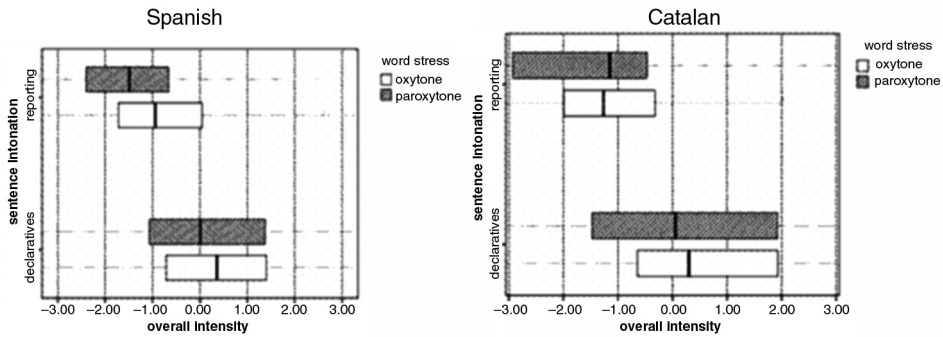 Spanish
word stress
oxytone
paroxytone
sentence intonation
reporting
declaratives
−3.00 −2.00 −1.00 0.00 1.00 2.00 3.00
overall intensity
Catalan
word stress
oxytone
paroxytone
sentence intonation
reporting
declaratives
−3.00 −2.00 −1.00 0.00 1.00 2.00 3.00
overall intensity